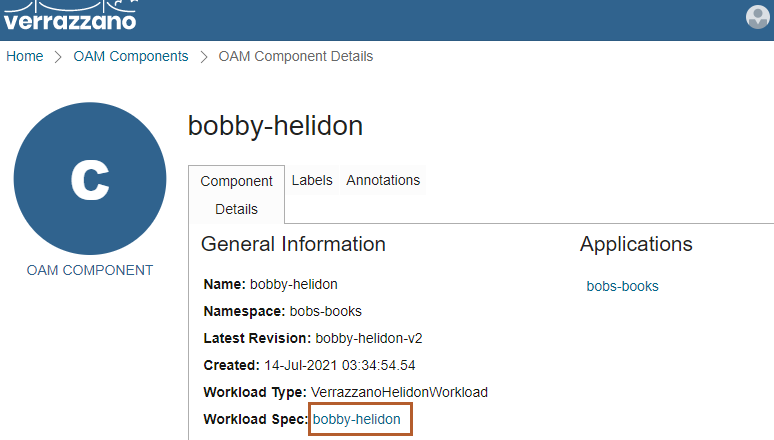 verrazzano
Home > OAM Components > OAM Component Details
bobby-helidon
C
OAM COMPONENT
Component Details
Labels
Annotations
General Information
Name: bobby-helidon
Namespace: bobs-books
Latest Revision: bobby-helidon-v2
Created: 14-Jul-2021 03:34:54.54
Workload Type: VerrazzanoHelidonWorkload
Workload Spec: bobby-helidon
Applications
bobs-books